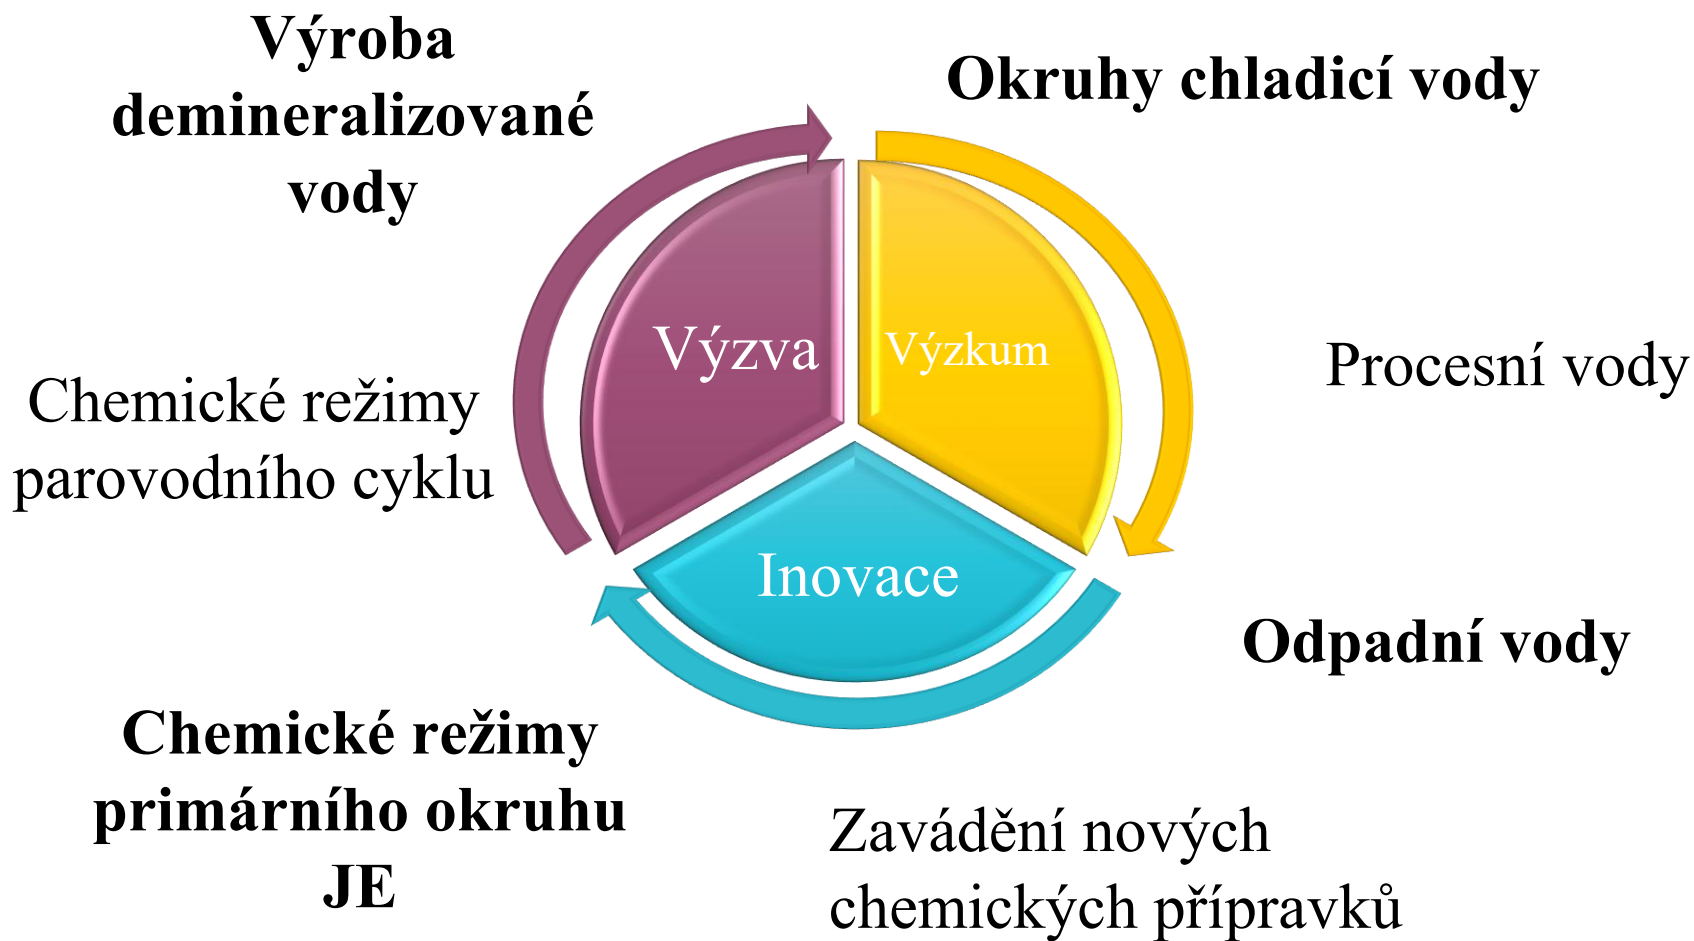 Výroba
demineralizované
vody
Okruhy chladicí vody
Výzva
Výzkum
Procesní vody
Chemické režimy
parovodního cyklu
Inovace
Odpadní vody
Chemické režimy
primárního okruhu
JE
Zavádění nových
chemických přípravků